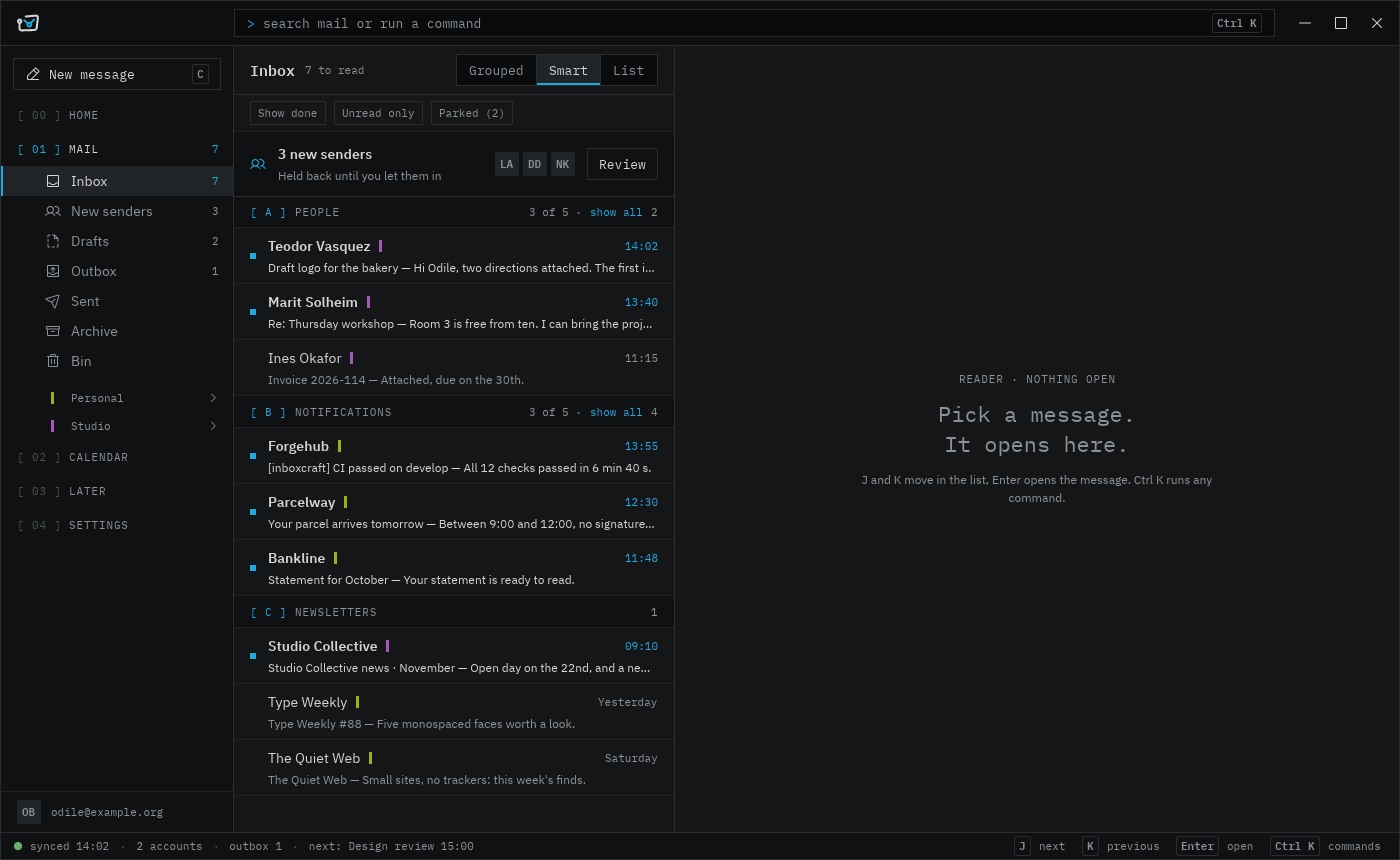 > search mail or run a command Ctrl K
New message C
[ 00 ] HOME
[ 01 ] MAIL 7
Inbox 7
New senders 3
Drafts 2
Outbox 1
Sent
Archive
Bin
Personal
Studio
[ 02 ] CALENDAR
[ 03 ] LATER
[ 04 ] SETTINGS
OB odile@example.org
Inbox 7 to read Grouped Smart List
Show done Unread only Parked (2)
3 new senders
Held back until you let them in
LA DD NK Review
[ A ] PEOPLE 3 of 5 · show all 2
Teodor Vasquez 14:02
Draft logo for the bakery — Hi Odile, two directions attached. The first i…
Marit Solheim 13:40
Re: Thursday workshop — Room 3 is free from ten. I can bring the proj…
Ines Okafor 11:15
Invoice 2026-114 — Attached, due on the 30th.
[ B ] NOTIFICATIONS 3 of 5 · show all 4
Forgehub 13:55
[inboxcraft] CI passed on develop — All 12 checks passed in 6 min 40 s.
Parcelway 12:30
Your parcel arrives tomorrow — Between 9:00 and 12:00, no signature…
Bankline 11:48
Statement for October — Your statement is ready to read.
[ C ] NEWSLETTERS 1
Studio Collective 09:10
Studio Collective news · November — Open day on the 22nd, and a ne…
Type Weekly Yesterday
Type Weekly #88 — Five monospaced faces worth a look.
The Quiet Web Saturday
The Quiet Web — Small sites, no trackers: this week's finds.
READER · NOTHING OPEN
Pick a message.
It opens here.
J and K move in the list, Enter opens the message. Ctrl K runs any
command.
synced 14:02 · 2 accounts · outbox 1 · next: Design review 15:00
J next K previous Enter open Ctrl K commands